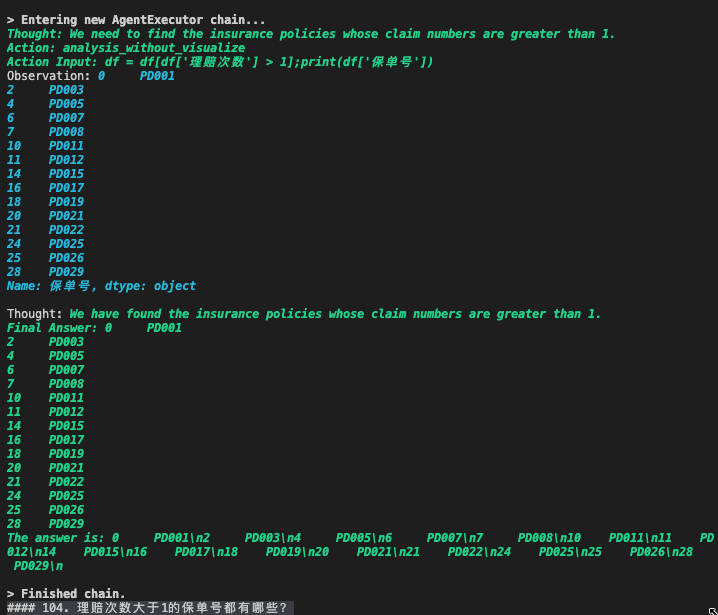 > Entering new AgentExecutor chain...
Thought: We need to find the insurance policies whose claim numbers are greater than 1.
Action: analysis_without_visualize
Action Input: df = df[df['理赔次数'] > 1];print(df['保单号'])
Observation: 0     PD001
2     PD003
4     PD005
6     PD007
7     PD008
10    PD011
11    PD012
14    PD015
16    PD017
18    PD019
20    PD021
21    PD022
24    PD025
25    PD026
28    PD029
Name: 保单号, dtype: object
Thought: We have found the insurance policies whose claim numbers are greater than 1.
Final Answer: 0     PD001
2     PD003
4     PD005
6     PD007
7     PD008
10    PD011
11    PD012
14    PD015
16    PD017
18    PD019
20    PD021
21    PD022
24    PD025
25    PD026
28    PD029
The answer is: 0     PD001\n2     PD003\n4     PD005\n6     PD007\n7     PD008\n10    PD011\n11    PD
012\n14    PD015\n16    PD017\n18    PD019\n20    PD021\n21    PD022\n24    PD025\n25    PD026\n28
PD029\n
> Finished chain.
#### 104. 理赔次数大于1的保单号都有哪些?